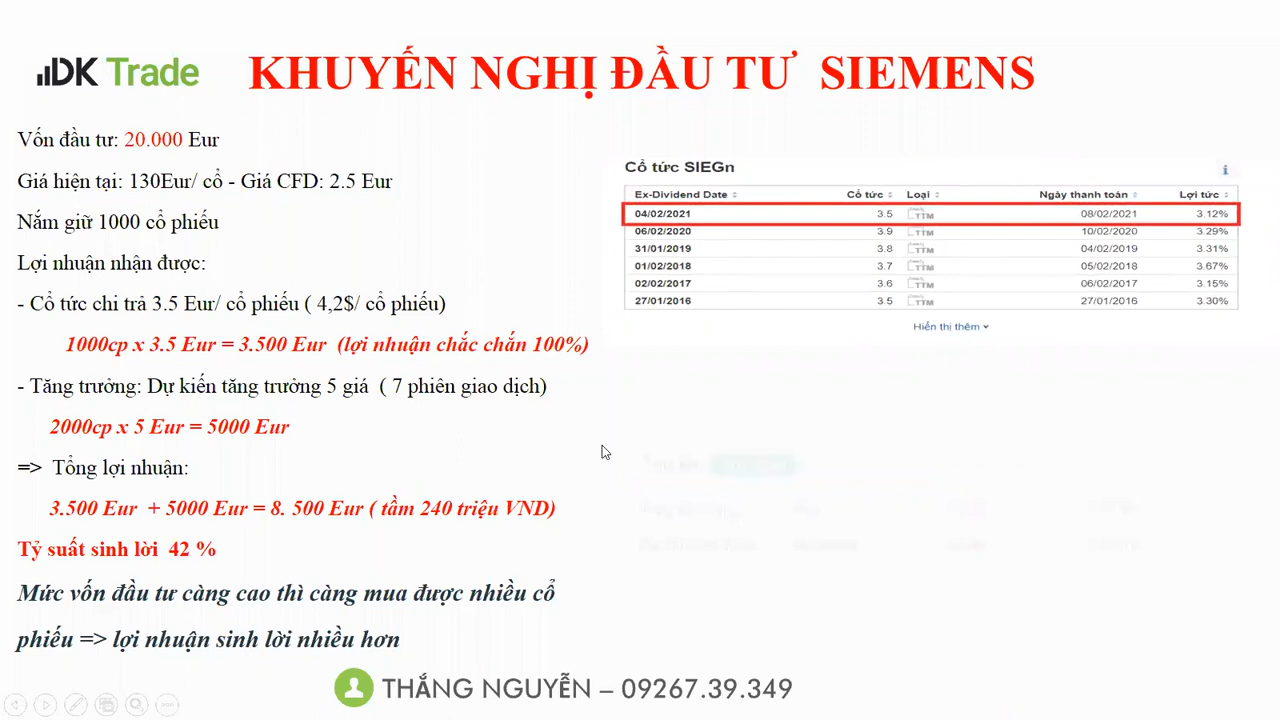 DK Trade
KHUYẾN NGHỊ ĐẦU TƯ SIEMENS
Vốn đầu tư: 20.000 Eur
Giá hiện tại: 130Eur/ cổ - Giá CFD: 2.5 Eur
Nắm giữ 1000 cổ phiếu
Lợi nhuận nhận được:
- Cổ tức chi trả 3.5 Eur/ cổ phiếu ( 4,2$/ cổ phiếu)
1000cp x 3.5 Eur = 3.500 Eur (lợi nhuận chắc chắn 100%)
- Tăng trưởng: Dự kiến tăng trưởng 5 giá ( 7 phiên giao dịch)
2000cp x 5 Eur = 5000 Eur
=> Tổng lợi nhuận:
3.500 Eur + 5000 Eur = 8. 500 Eur ( tầm 240 triệu VND)
Tỷ suất sinh lời 42 %
Mức vốn đầu tư càng cao thì càng mua được nhiều cổ
phiếu => lợi nhuận sinh lời nhiều hơn
Cổ tức SIEGn
Ex-Dividend Date Cổ tức Loại Ngày thanh toán Lợi tức
04/02/2021 3.5 TTM 08/02/2021 3.12%
06/02/2020 3.9 TTM 10/02/2020 3.29%
31/01/2019 3.8 TTM 04/02/2019 3.31%
01/02/2018 3.7 TTM 05/02/2018 3.67%
02/02/2017 3.6 TTM 06/02/2017 3.15%
27/01/2016 3.5 TTM 27/01/2016 3.30%
Hiển thị thêm
THẮNG NGUYỄN – 09267.39.349